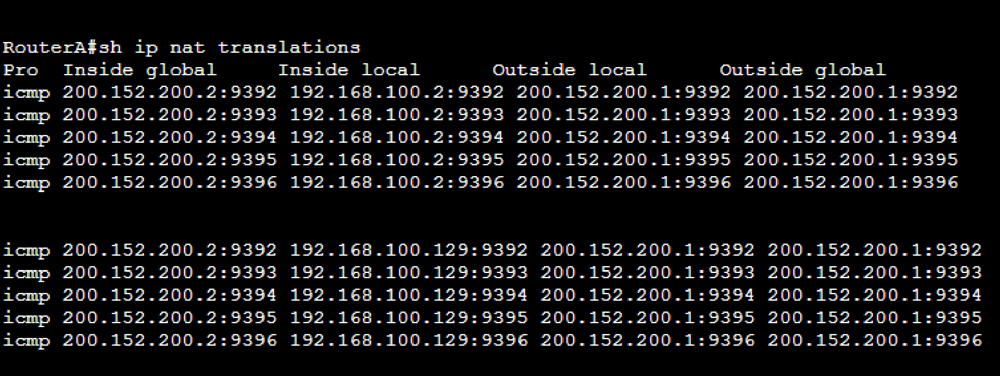 RouterA#sh ip nat translations
Pro  Inside global     Inside local      Outside local      Outside global
icmp 200.152.200.2:9392 192.168.100.2:9392 200.152.200.1:9392 200.152.200.1:9392
icmp 200.152.200.2:9393 192.168.100.2:9393 200.152.200.1:9393 200.152.200.1:9393
icmp 200.152.200.2:9394 192.168.100.2:9394 200.152.200.1:9394 200.152.200.1:9394
icmp 200.152.200.2:9395 192.168.100.2:9395 200.152.200.1:9395 200.152.200.1:9395
icmp 200.152.200.2:9396 192.168.100.2:9396 200.152.200.1:9396 200.152.200.1:9396
icmp 200.152.200.2:9392 192.168.100.129:9392 200.152.200.1:9392 200.152.200.1:9392
icmp 200.152.200.2:9393 192.168.100.129:9393 200.152.200.1:9393 200.152.200.1:9393
icmp 200.152.200.2:9394 192.168.100.129:9394 200.152.200.1:9394 200.152.200.1:9394
icmp 200.152.200.2:9395 192.168.100.129:9395 200.152.200.1:9395 200.152.200.1:9395
icmp 200.152.200.2:9396 192.168.100.129:9396 200.152.200.1:9396 200.152.200.1:9396